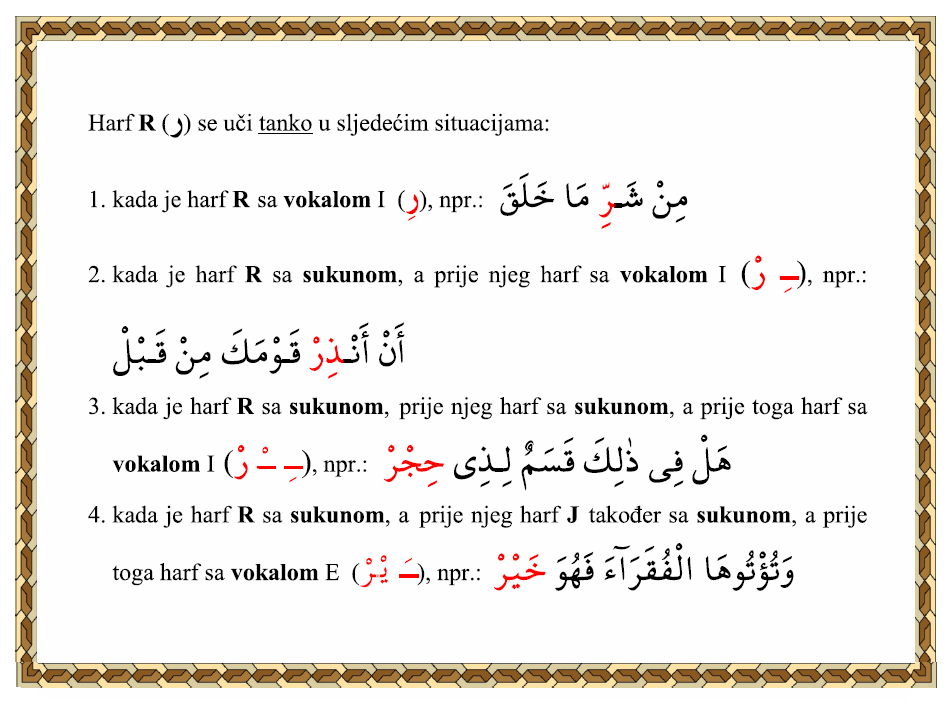 Harf R (ر) se uči tanko u sljedećim situacijama:
1. kada je harf R sa vokalom I (رِ), npr.: مِنْ شَـرِّ مَا خَلَقَ
2. kada je harf R sa sukunom, a prije njeg harf sa vokalom I (ـِ رْ), npr.:
أَنْ أَنْـذِرْ قَـوْمَكَ مِنْ قَـبْلْ
3. kada je harf R sa sukunom, prije njeg harf sa sukunom, a prije toga harf sa
vokalom I (ـِ ـْ رْ), npr.: هَلْ فِى ذٰلِكَ قَسَمٌ لِـذِى حِجْرْ
4. kada je harf R sa sukunom, a prije njeg harf J također sa sukunom, a prije
toga harf sa vokalom E (ـَ يْـرْ), npr.: وَتُؤْتُوهَا الْفُقَرَآءَ فَهُوَ خَيْرْ